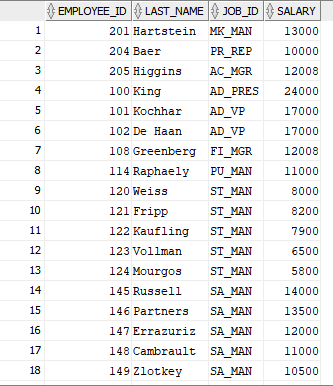 EMPLOYEE_ID LAST_NAME JOB_ID SALARY
1 201 Hartstein MK_MAN 13000
2 204 Baer PR_REP 10000
3 205 Higgins AC_MGR 12008
4 100 King AD_PRES 24000
5 101 Kochhar AD_VP 17000
6 102 De Haan AD_VP 17000
7 108 Greenberg FI_MGR 12008
8 114 Raphaely PU_MAN 11000
9 120 Weiss ST_MAN 8000
10 121 Fripp ST_MAN 8200
11 122 Kaufling ST_MAN 7900
12 123 Vollman ST_MAN 6500
13 124 Mourgos ST_MAN 5800
14 145 Russell SA_MAN 14000
15 146 Partners SA_MAN 13500
16 147 Errazuriz SA_MAN 12000
17 148 Cambrault SA_MAN 11000
18 149 Zlotkey SA_MAN 10500